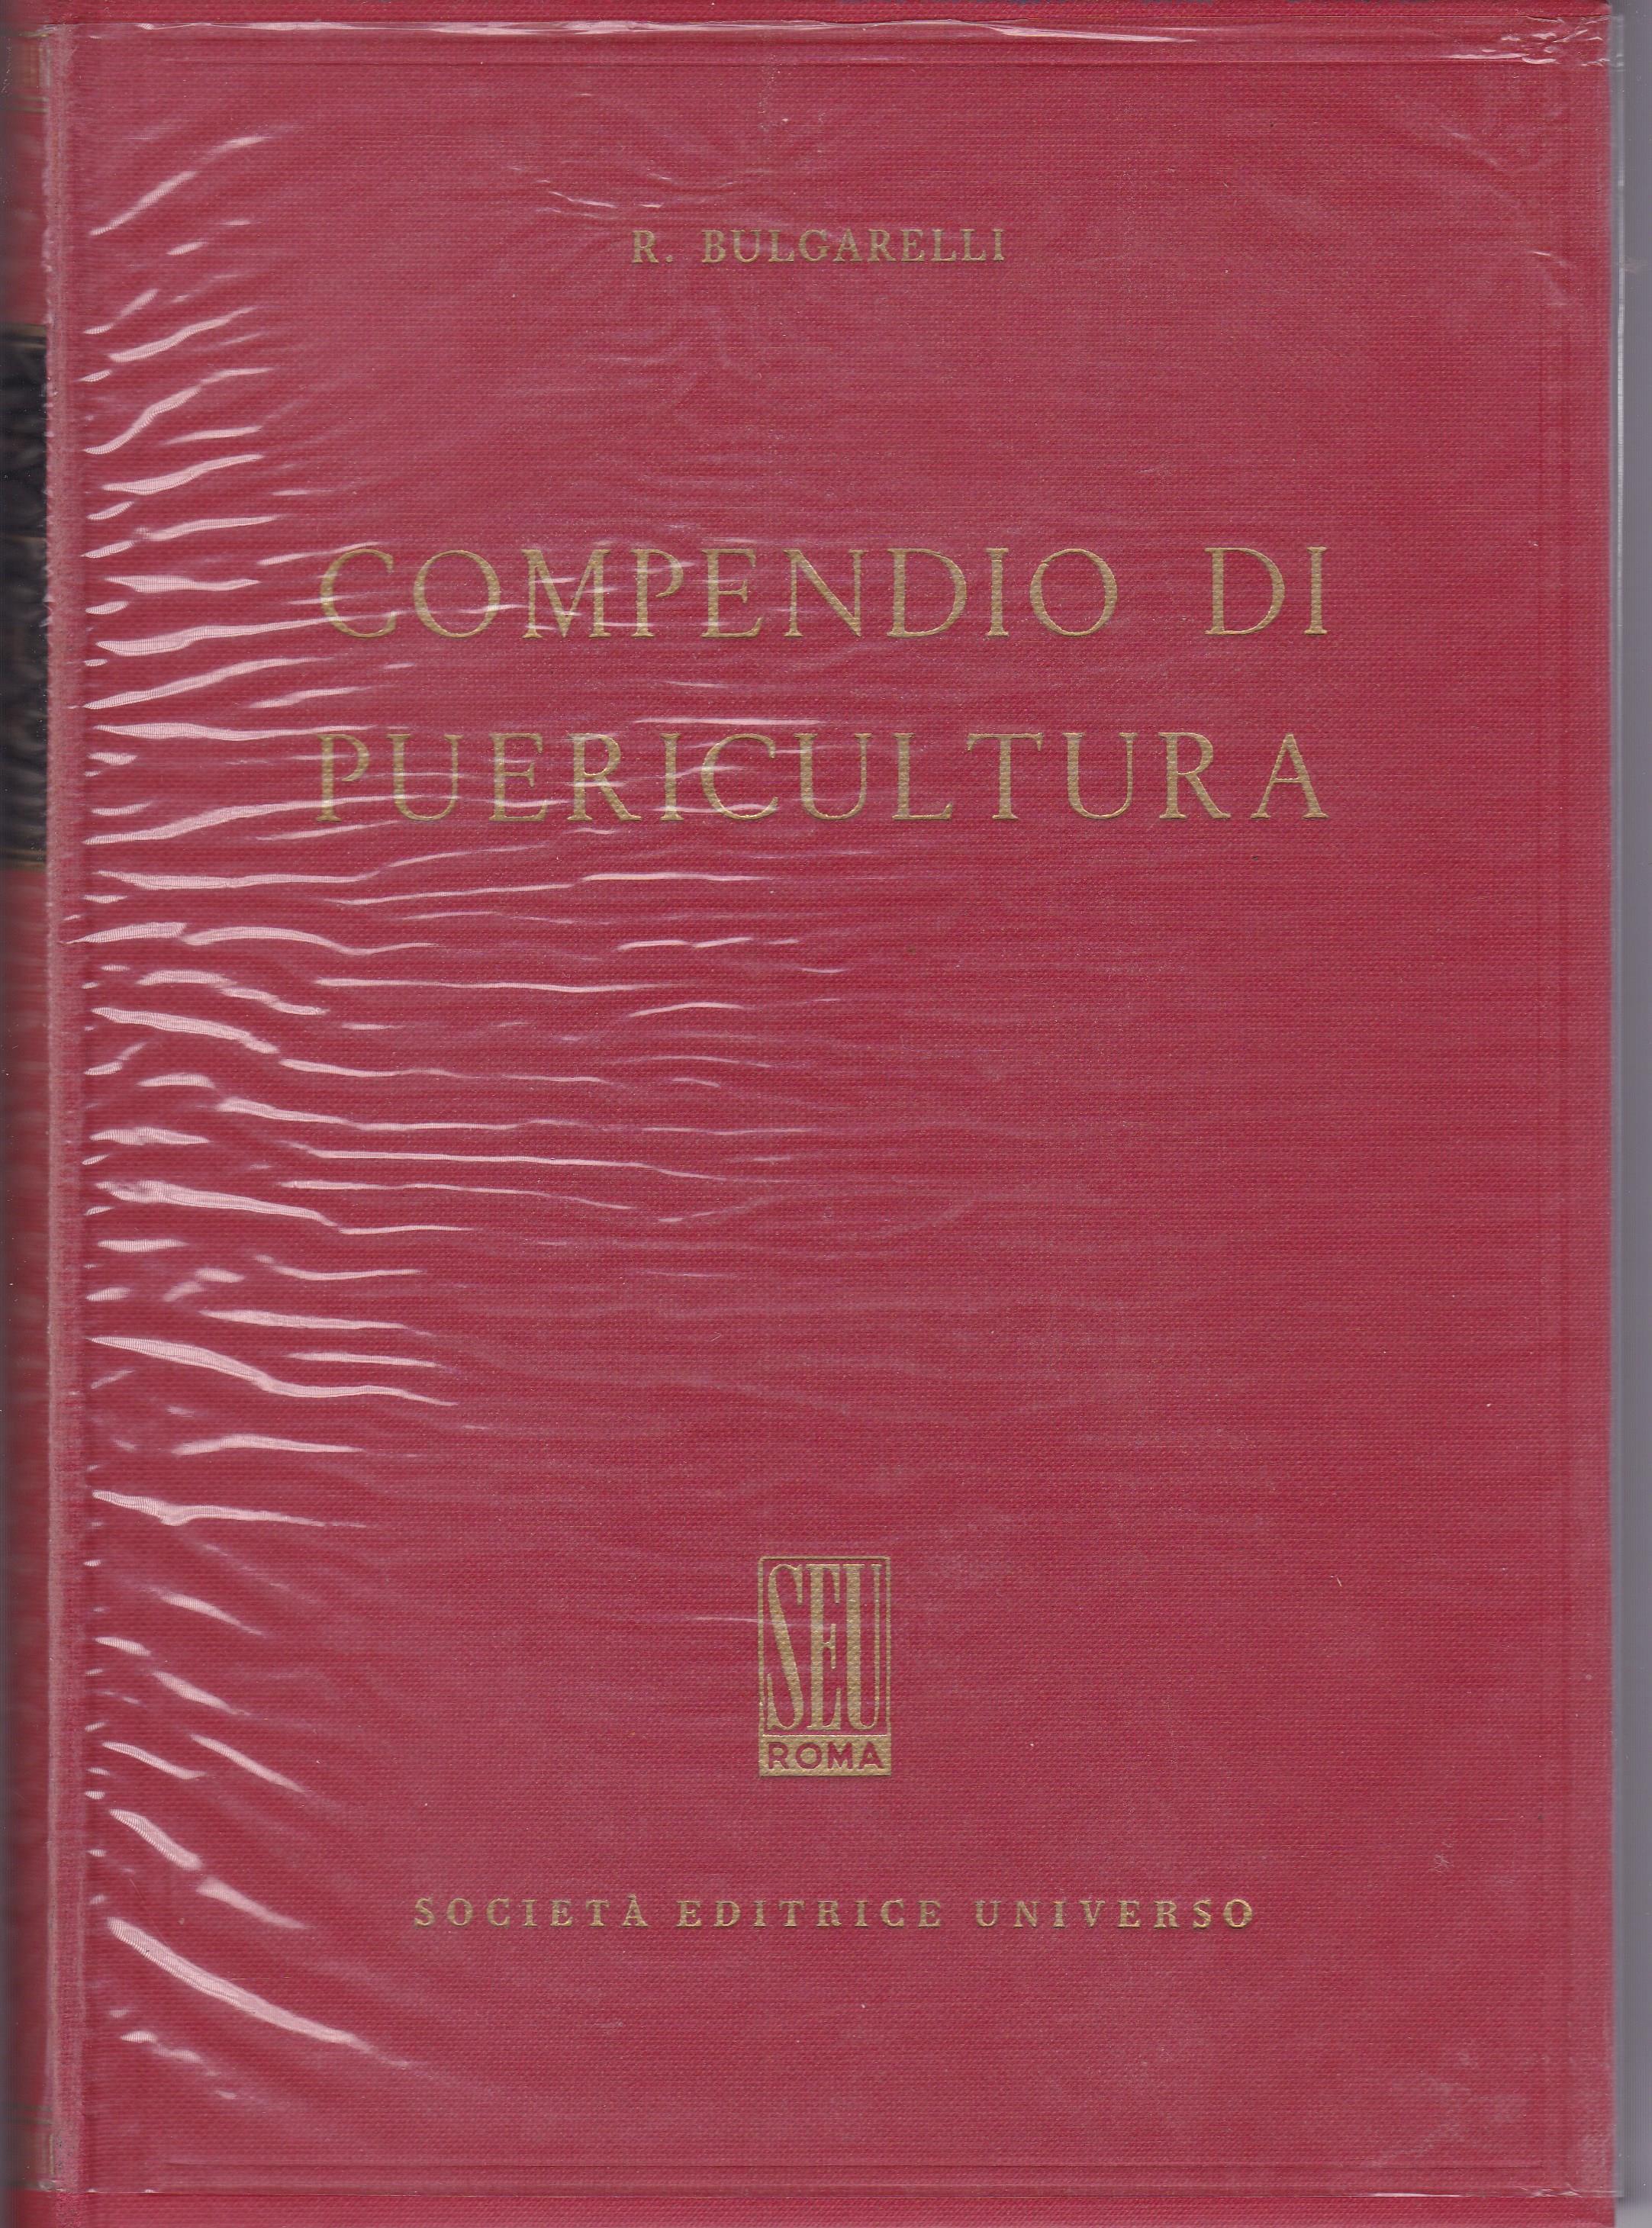 R. BULGARELLI
COMPENDIO DI
PUERICULTURA
SEU
ROMA
SOCIETÀ EDITRICE UNIVERSO